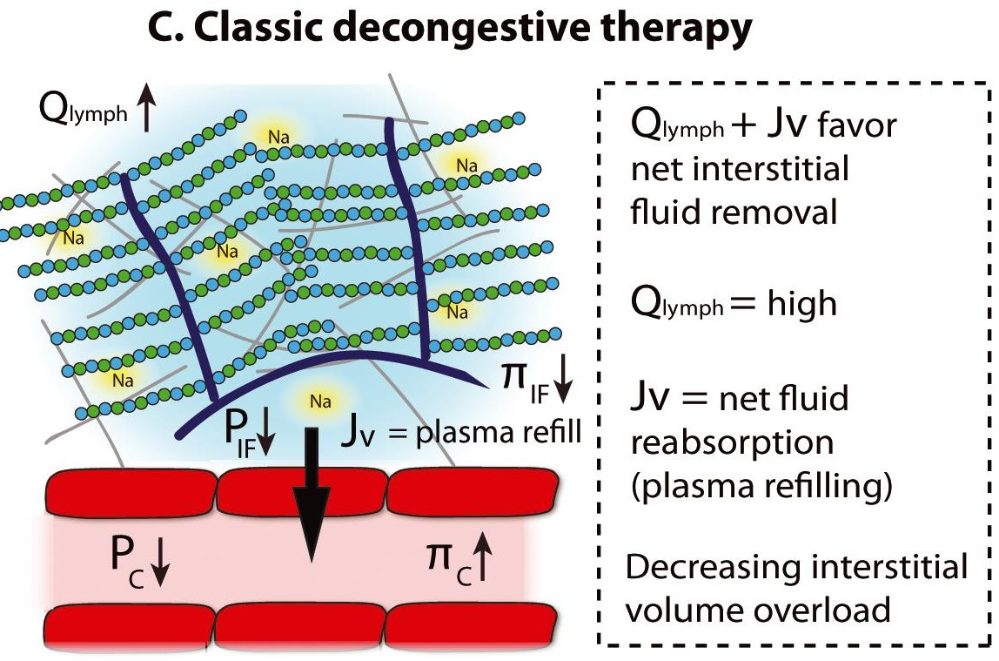 C. Classic decongestive therapy
Qlymph ↑
Na
Na
Na
Na
Na
Na
Na
πIF ↓
PIF ↓
Jv = plasma refill
PC ↓
πC ↑
Qlymph + Jv favor
net interstitial
fluid removal
Qlymph = high
Jv = net fluid
reabsorption
(plasma refilling)
Decreasing interstitial
volume overload